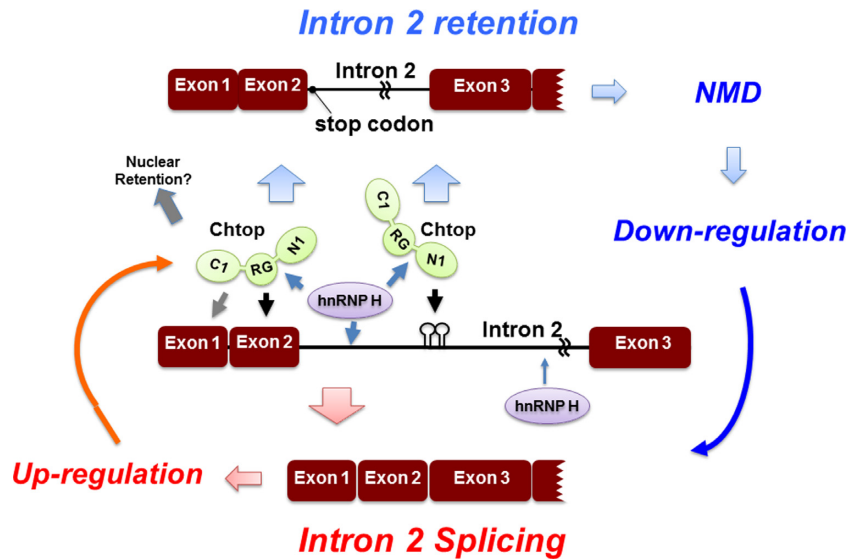 Intron 2 retention
Exon 1 Exon 2 Intron 2 Exon 3 NMD
stop codon
Nuclear
Retention?
Chtop
C1 RG N1
C1 RG N1
Chtop
Down-regulation
hnRNP H
Exon 1 Exon 2 Intron 2 Exon 3
hnRNP H
Up-regulation
Exon 1 Exon 2 Exon 3
Intron 2 Splicing